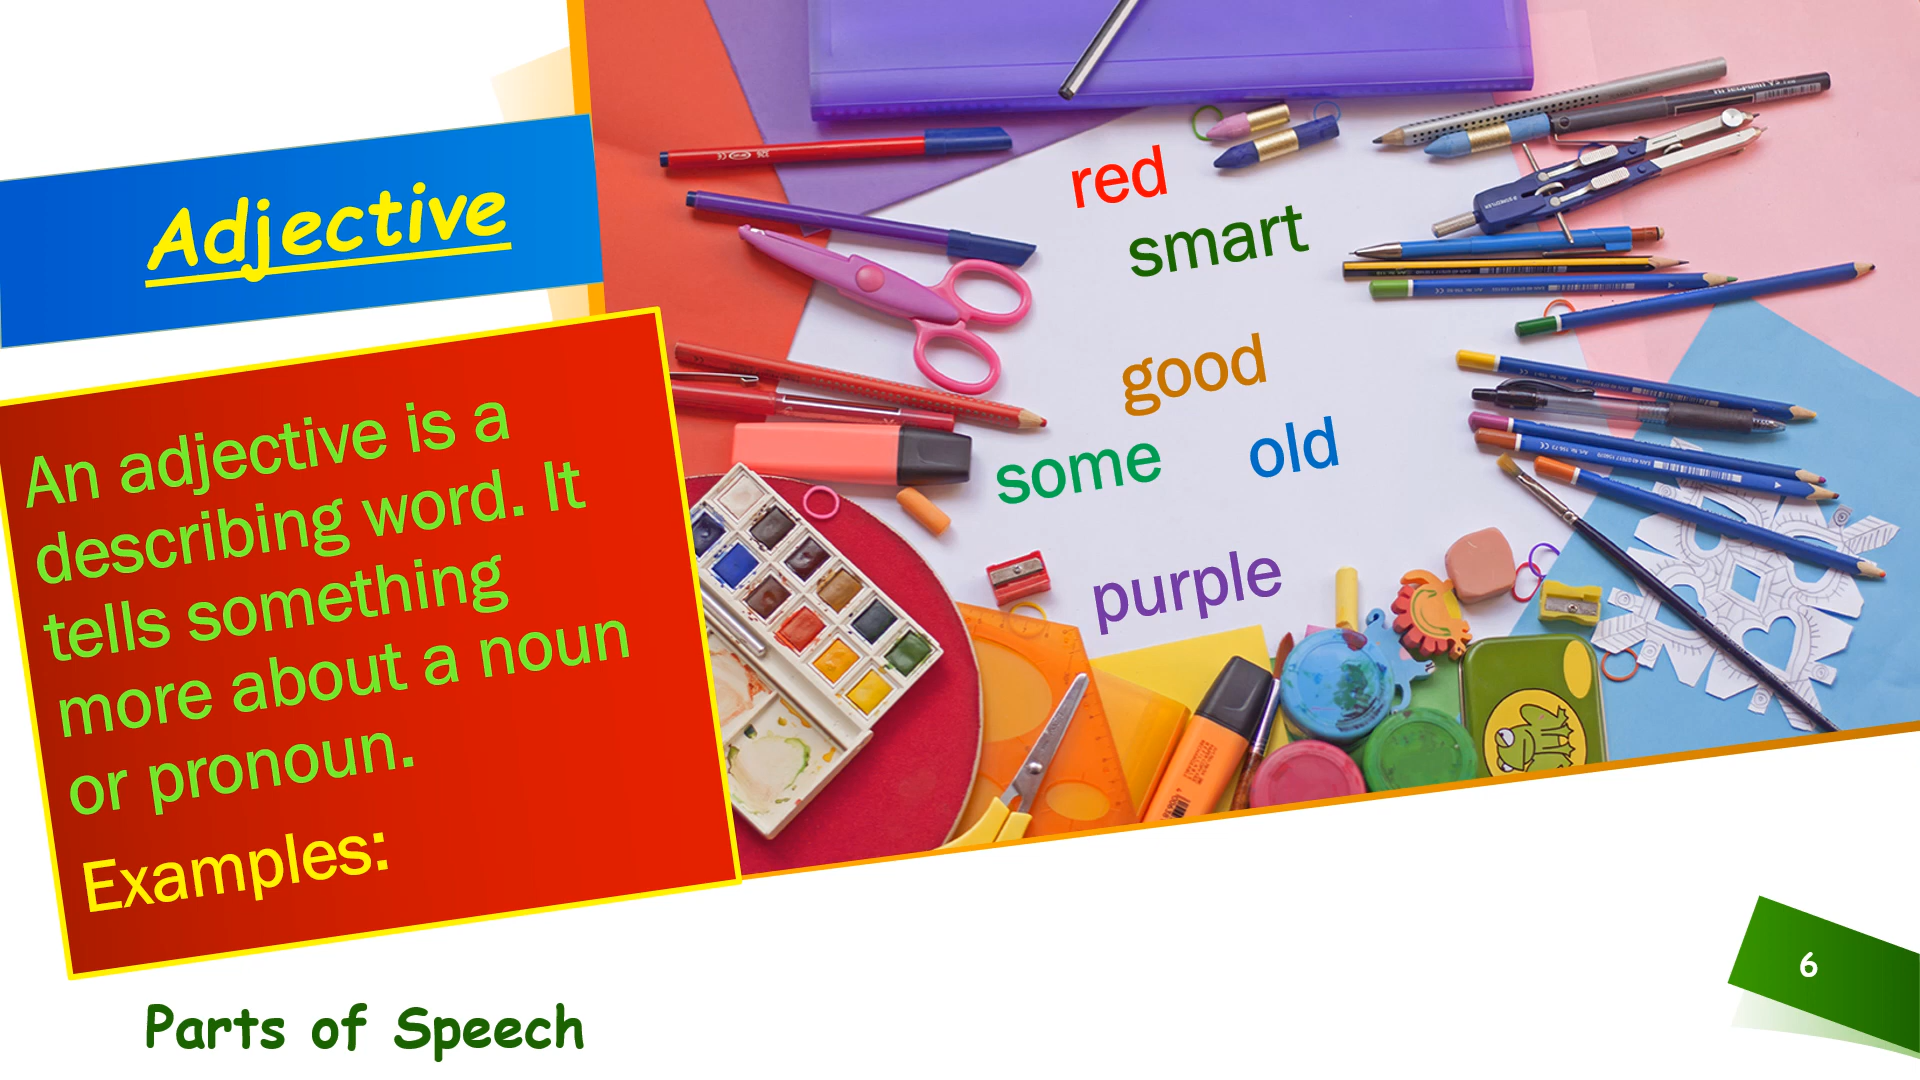 Adjective
An adjective is a
describing word. It
tells something
more about a noun
or pronoun.
Examples:
red
smart
good
some old
purple
Parts of Speech
6